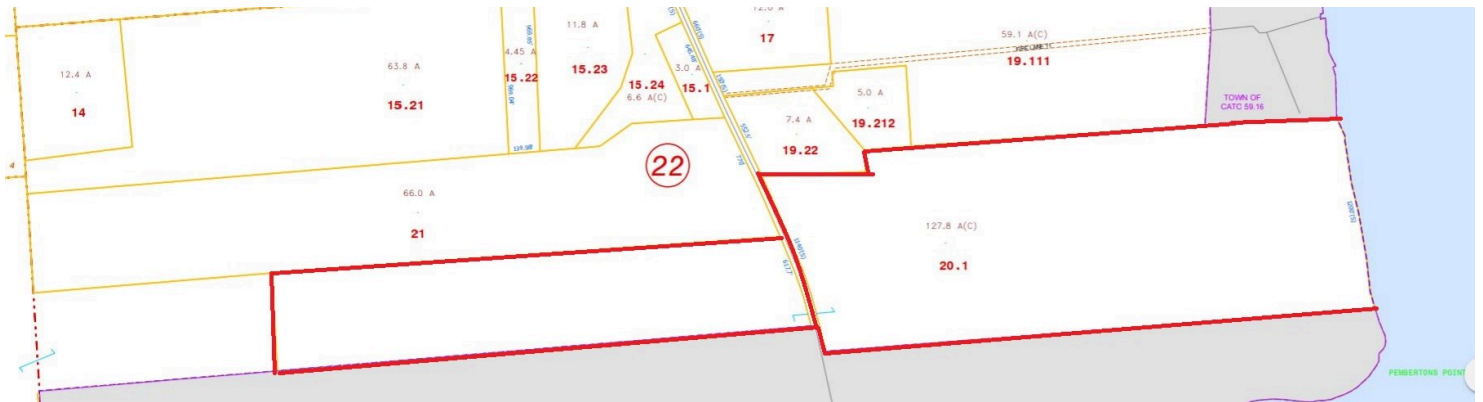 12.4 A
14
63.8 A
15.21
4.45 A
15.22
11.8 A
15.23
15.24
6.6 A(C)
3.0 A
15.1
17
59.1 A(C)
19.111
TOWN OF
CATC 59.16
5.0 A
19.212
7.4 A
19.22
22
4
66.0 A
21
127.8 A(C)
20.1
PEMBERTONS POINT